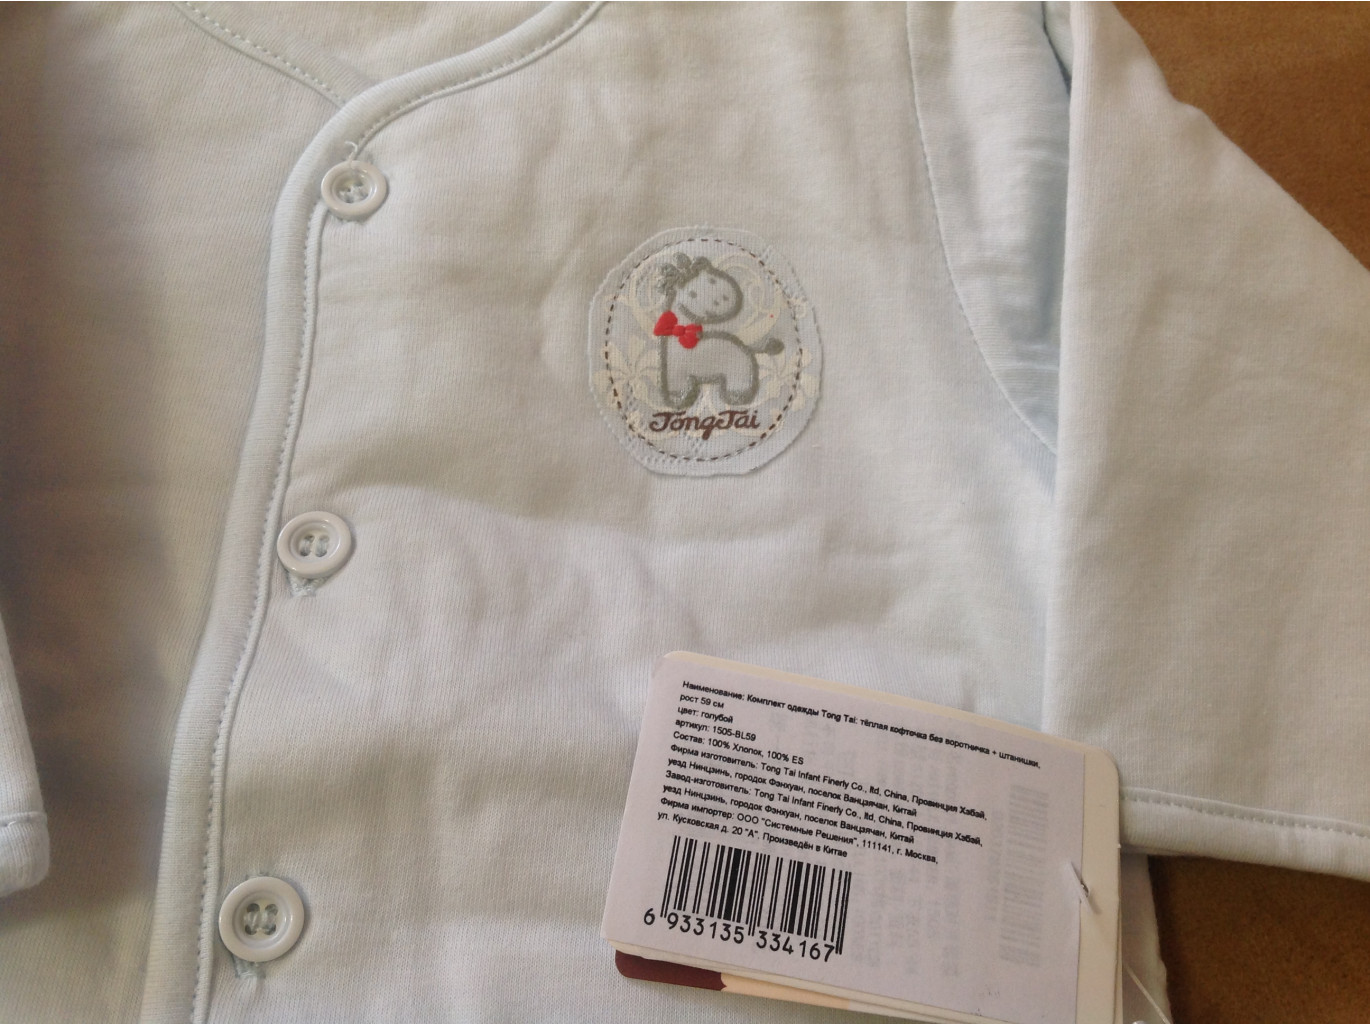 TongTai
Наименование: Комплект одежды Tong Tai: тёплая кофточка без воротничка + штанишки,
рост 59 см
цвет: голубой
артикул: 1505-BL59
Состав: 100% Хлопок, 100% ES
Фирма изготовитель: Tong Tai Infant Finerly Co., ltd, China, Провинция Хэбэй,
уезд Нинцзинь, городок Фэнхуан, поселок Ванцзячан, Китай
Завод-изготовитель: Tong Tai Infant Finerly Co., ltd, China, Провинция Хэбэй,
уезд Нинцзинь, городок Фэнхуан, поселок Ванцзячан, Китай
Фирма импортер: ООО "Системные Решения", 111141, г. Москва,
ул. Кусковская д. 20 "А". Произведён в Китае
6 933135 334167